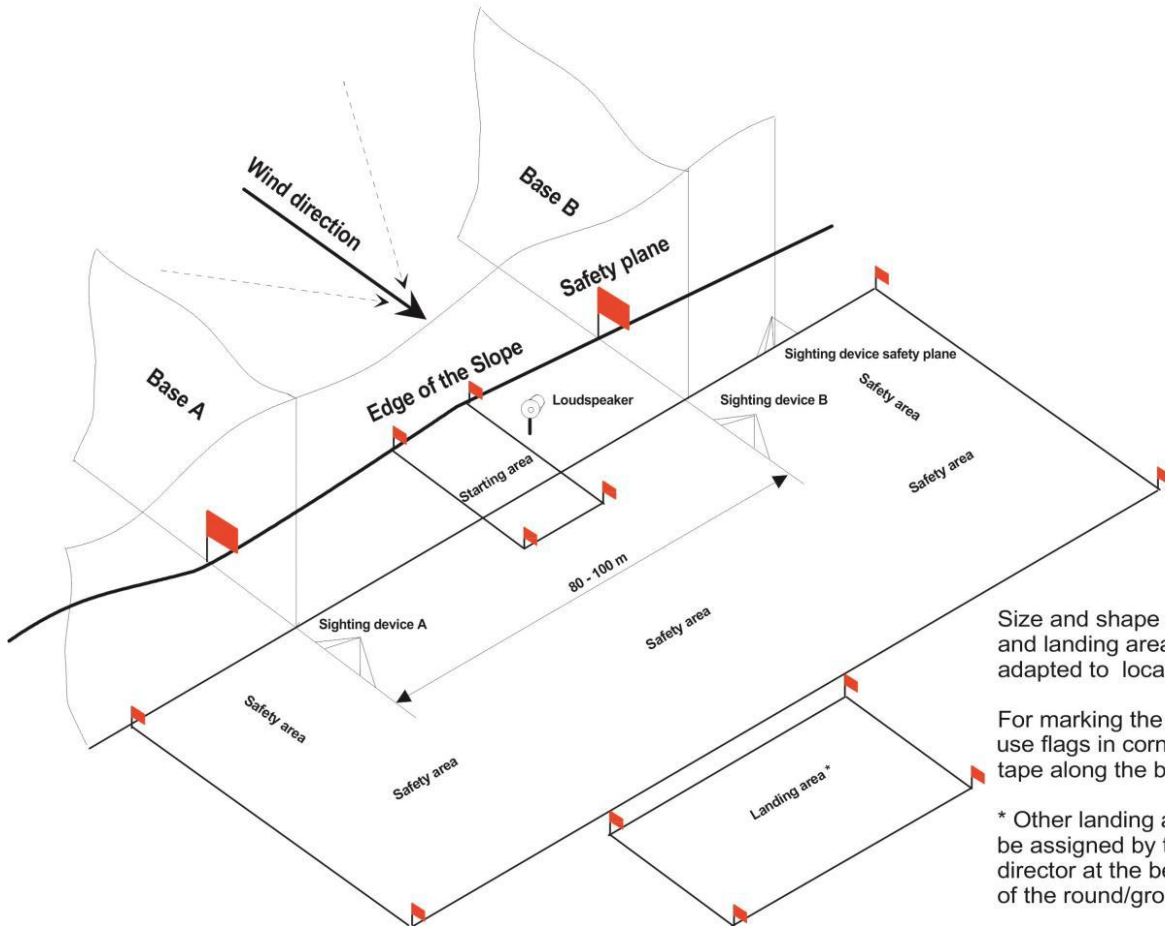 Base B
Wind direction
Safety plane
Base A
Edge of the Slope
Sighting device safety plane
Safety area
Loudspeaker
Sighting device B
Starting area
Safety area
80 - 100 m
Sighting device A
Safety area
Safety area
Safety area
Landing area *
Size and shape
and landing area
adapted to loca
For marking the
use flags in corn
tape along the b
* Other landing a
be assigned by t
director at the be
of the round/gro